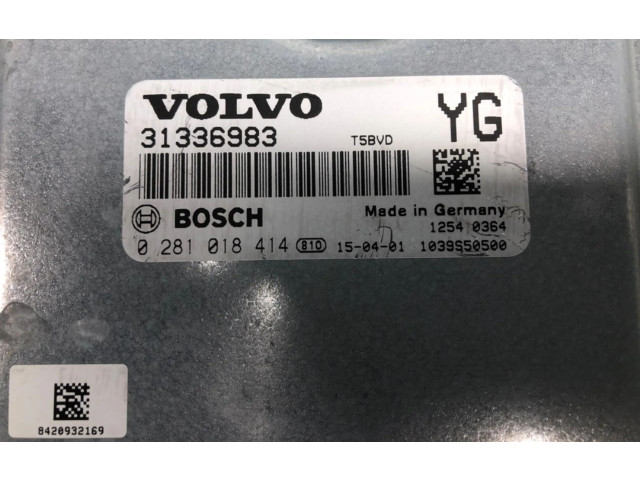 VOLVO YG
31336983 T5BVD
BOSCH Made in Germany
1254 0364
0 281 018 414 810 15-04-01 1039S50500
8420932169